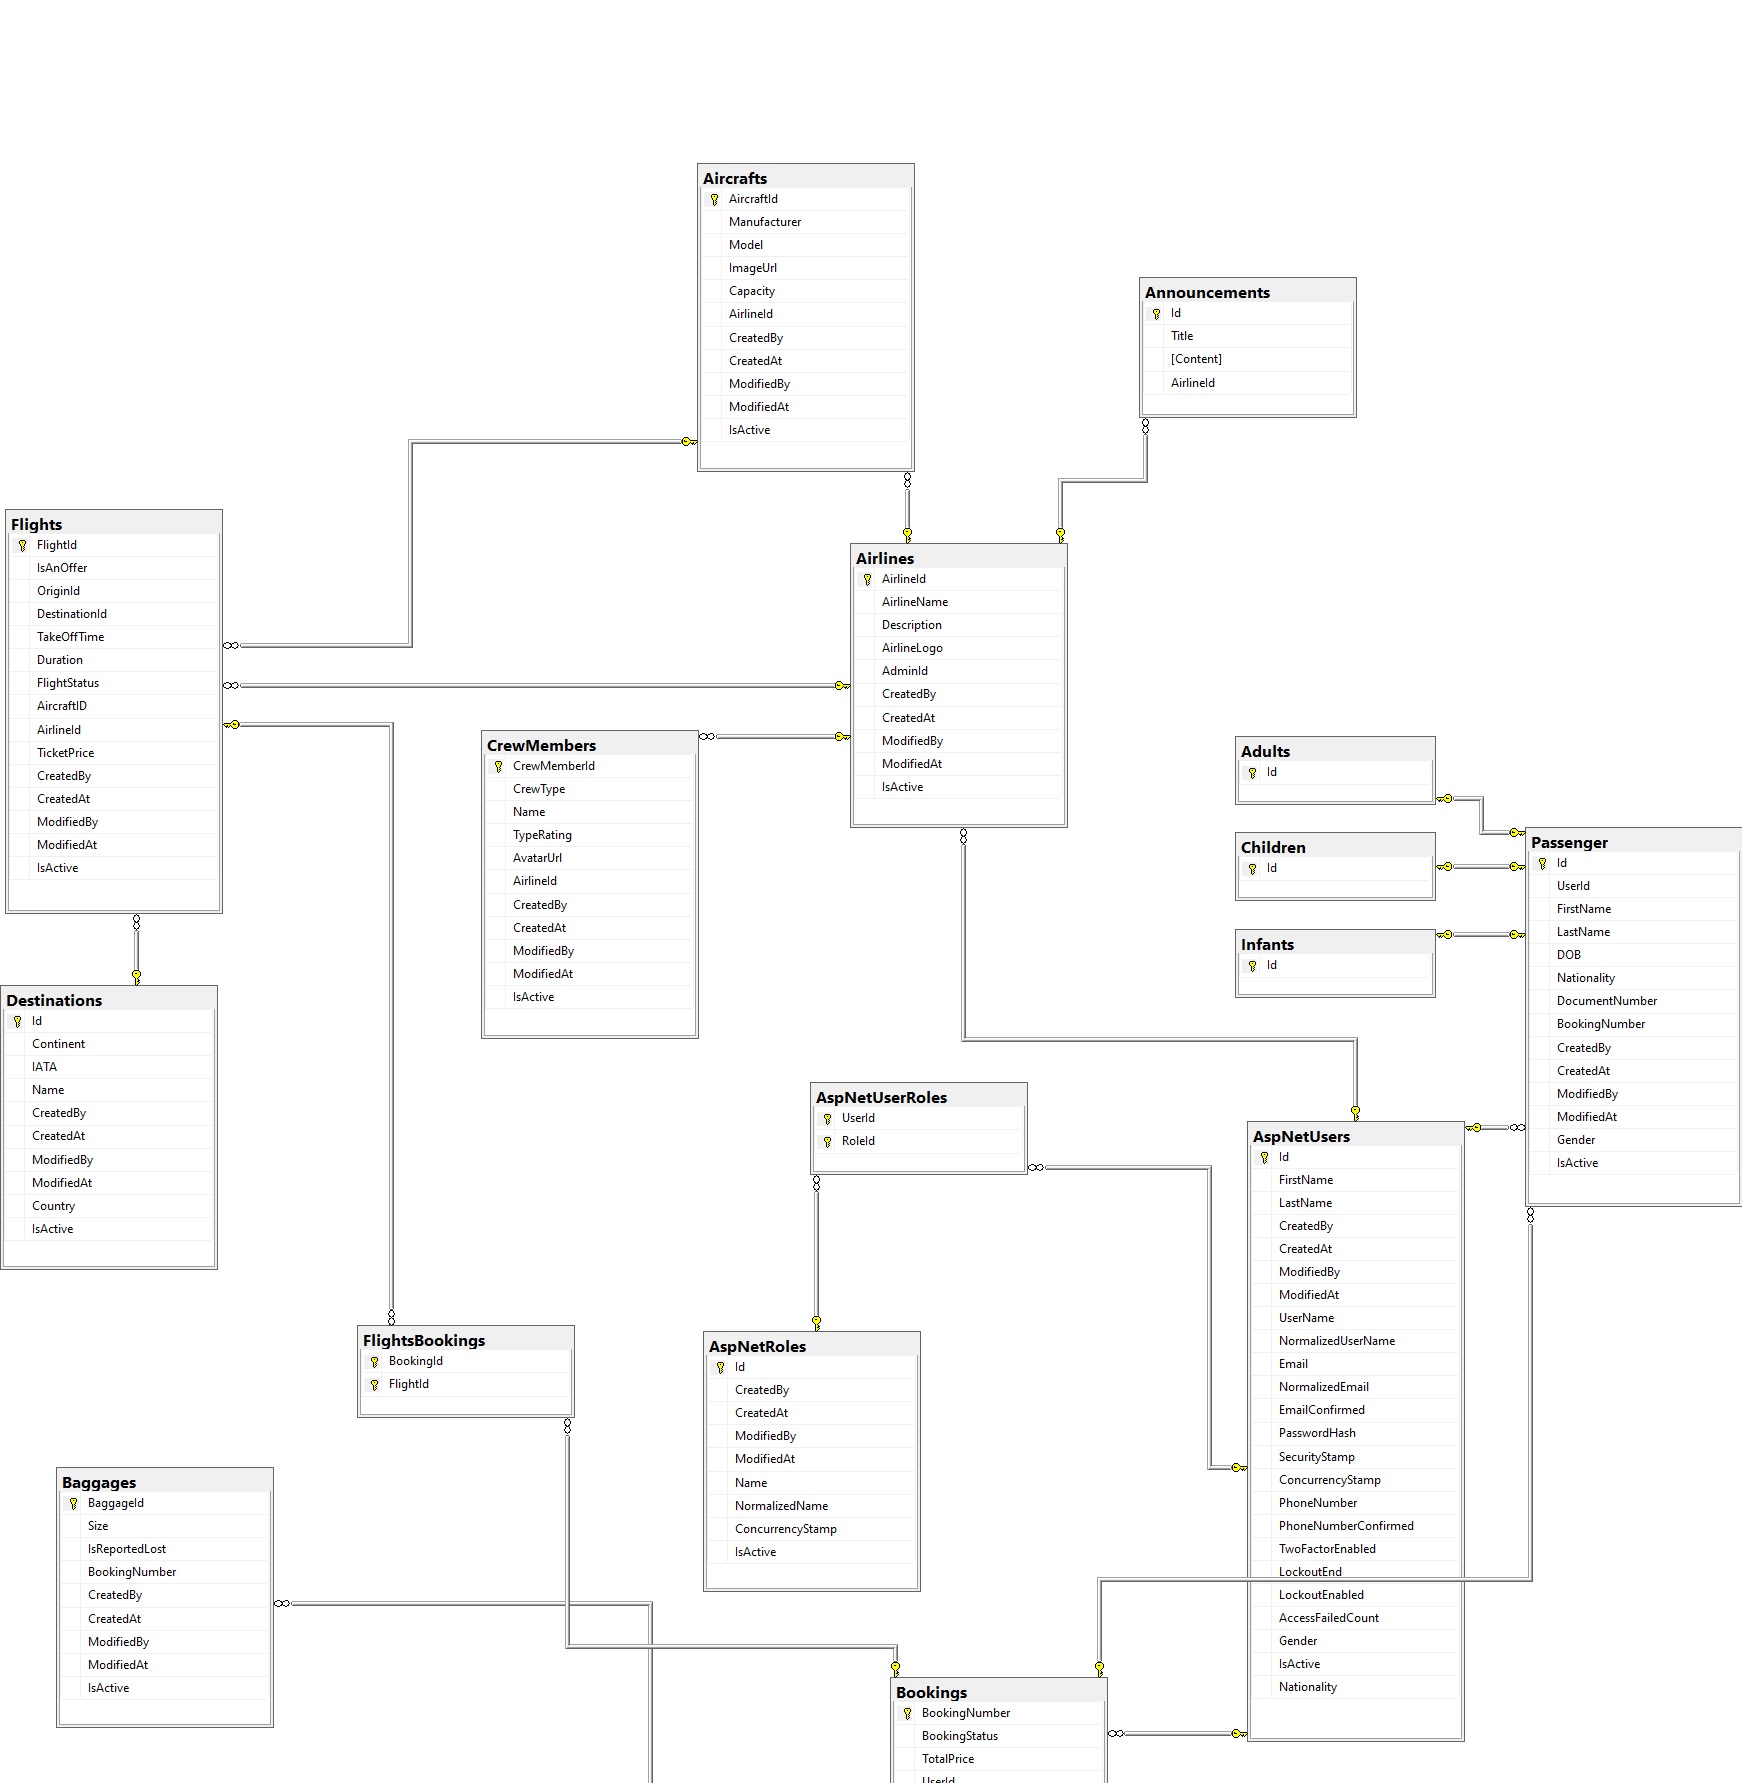 Aircrafts
AircraftId
Manufacturer
Model
ImageUrl
Capacity
AirlineId
CreatedBy
CreatedAt
ModifiedBy
ModifiedAt
IsActive
Announcements
Id
Title
[Content]
AirlineId
Flights
FlightId
IsAnOffer
OriginId
DestinationId
TakeOffTime
Duration
FlightStatus
AircraftID
AirlineId
TicketPrice
CreatedBy
CreatedAt
ModifiedBy
ModifiedAt
IsActive
Airlines
AirlineId
AirlineName
Description
AirlineLogo
AdminId
CreatedBy
CreatedAt
ModifiedBy
ModifiedAt
IsActive
CrewMembers
CrewMemberId
CrewType
Name
TypeRating
AvatarUrl
AirlineId
CreatedBy
CreatedAt
ModifiedBy
ModifiedAt
IsActive
Adults
Id
Children
Id
Infants
Id
Passenger
Id
UserId
FirstName
LastName
DOB
Nationality
DocumentNumber
BookingNumber
CreatedBy
CreatedAt
ModifiedBy
ModifiedAt
Gender
IsActive
Destinations
Id
Continent
IATA
Name
CreatedBy
CreatedAt
ModifiedBy
ModifiedAt
Country
IsActive
AspNetUserRoles
UserId
RoleId
AspNetUsers
Id
FirstName
LastName
CreatedBy
CreatedAt
ModifiedBy
ModifiedAt
UserName
NormalizedUserName
Email
NormalizedEmail
EmailConfirmed
PasswordHash
SecurityStamp
ConcurrencyStamp
PhoneNumber
PhoneNumberConfirmed
TwoFactorEnabled
LockoutEnd
LockoutEnabled
AccessFailedCount
Gender
IsActive
Nationality
FlightsBookings
BookingId
FlightId
AspNetRoles
Id
CreatedBy
CreatedAt
ModifiedBy
ModifiedAt
Name
NormalizedName
ConcurrencyStamp
IsActive
Baggages
BaggageId
Size
IsReportedLost
BookingNumber
CreatedBy
CreatedAt
ModifiedBy
ModifiedAt
IsActive
Bookings
BookingNumber
BookingStatus
TotalPrice
UserId